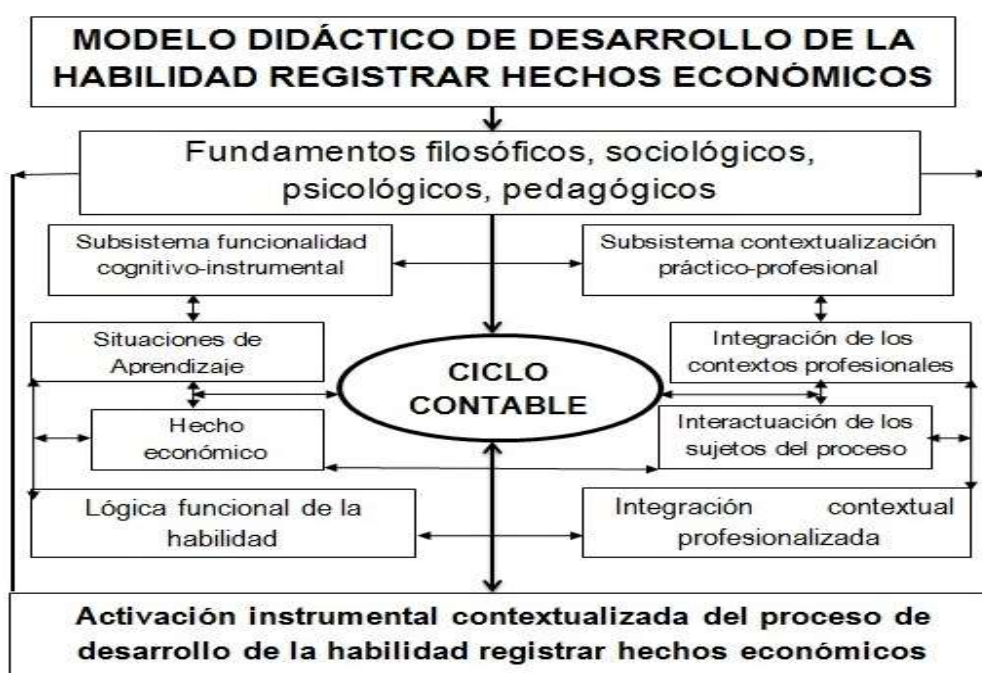 MODELO DIDÁCTICO DE DESARROLLO DE LA
HABILIDAD REGISTRAR HECHOS ECONÓMICOS
Fundamentos filosóficos, sociológicos,
psicológicos, pedagógicos
Subsistema funcionalidad
cognitivo-instrumental
Subsistema contextualización
práctico-profesional
Situaciones de
Aprendizaje
Integración de los
contextos profesionales
CICLO
CONTABLE
Hecho
económico
Interactuación de los
sujetos del proceso
Lógica funcional de la
habilidad
Integración contextual
profesionalizada
Activación instrumental contextualizada del proceso de
desarrollo de la habilidad registrar hechos económicos